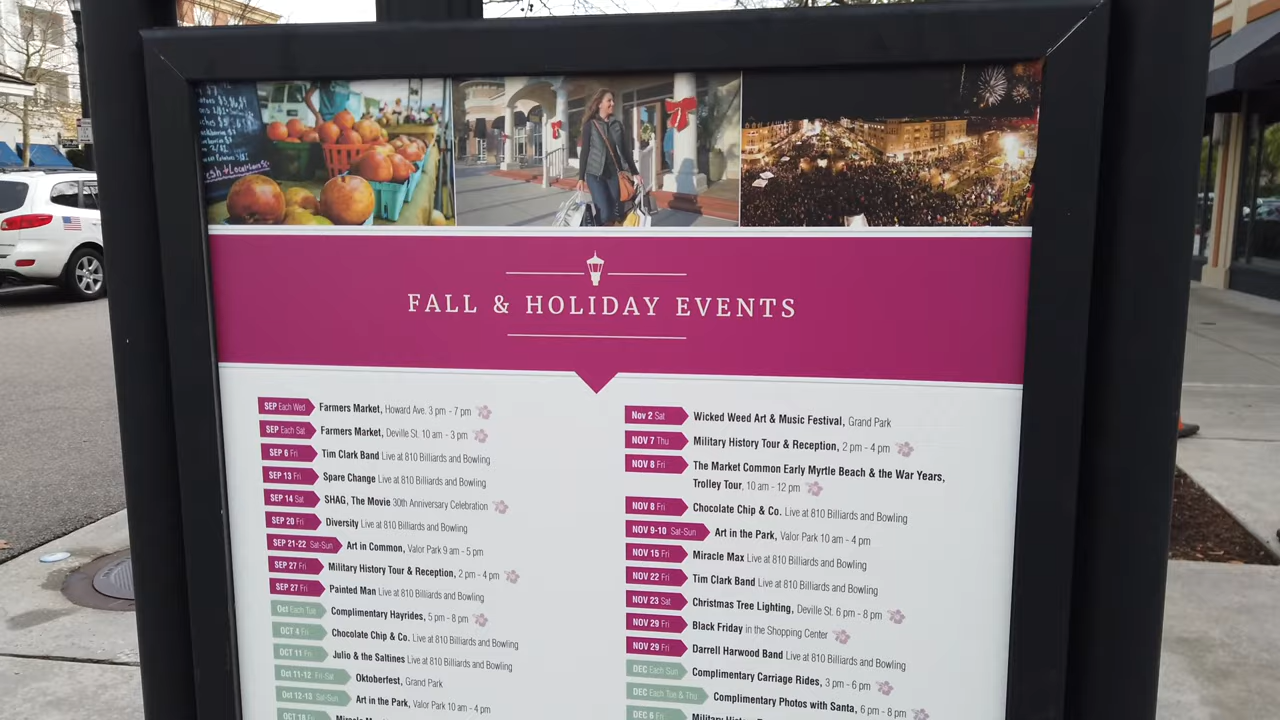 Fresh & Local
FALL & HOLIDAY EVENTS
SEP Each Wed Farmers Market, Howard Ave. 3 pm - 7 pm
SEP Each Sat Farmers Market, Deville St. 10 am - 3 pm
SEP 6 Fri Tim Clark Band Live at 810 Billiards and Bowling
SEP 13 Fri Spare Change Live at 810 Billiards and Bowling
SEP 14 Sat SHAG, The Movie 30th Anniversary Celebration
SEP 20 Fri Diversity Live at 810 Billiards and Bowling
SEP 21-22 Sat-Sun Art in Common, Valor Park 9 am - 5 pm
SEP 27 Fri Military History Tour & Reception, 2 pm - 4 pm
SEP 27 Fri Painted Man Live at 810 Billiards and Bowling
Oct Each Tue Complimentary Hayrides, 5 pm - 8 pm
OCT 4 Fri Chocolate Chip & Co. Live at 810 Billiards and Bowling
OCT 11 Fri Julio & the Saltines Live at 810 Billiards and Bowling
Oct 11-12 Fri-Sat Oktoberfest, Grand Park
Oct 12-13 Sat-Sun Art in the Park, Valor Park 10 am - 4 pm
Nov 2 Sat Wicked Weed Art & Music Festival, Grand Park
NOV 7 Thu Military History Tour & Reception, 2 pm - 4 pm
NOV 8 Fri The Market Common Early Myrtle Beach & the War Years,
Trolley Tour, 10 am - 12 pm
NOV 8 Fri Chocolate Chip & Co. Live at 810 Billiards and Bowling
NOV 9-10 Sat-Sun Art in the Park, Valor Park 10 am - 4 pm
NOV 15 Fri Miracle Max Live at 810 Billiards and Bowling
NOV 22 Fri Tim Clark Band Live at 810 Billiards and Bowling
NOV 23 Sat Christmas Tree Lighting, Deville St. 6 pm - 8 pm
NOV 29 Fri Black Friday in the Shopping Center
NOV 29 Fri Darrell Harwood Band Live at 810 Billiards and Bowling
DEC Each Sun Complimentary Carriage Rides, 3 pm - 6 pm
DEC Each Tue & Thu Complimentary Photos with Santa, 6 pm - 8 pm
DEC 6 Fri Military